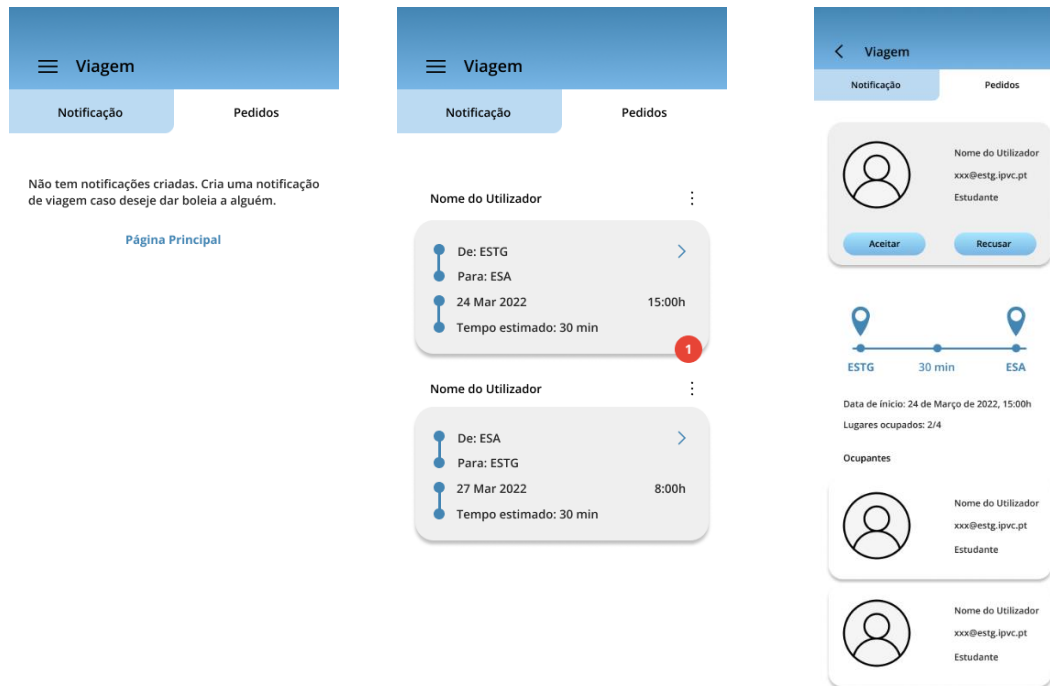 Viagem
Notificação Pedidos
Não tem notificações criadas. Cria uma notificação
de viagem caso deseje dar boleia a alguém.
Página Principal
Viagem
Notificação Pedidos
Nome do Utilizador
De: ESTG
Para: ESA
24 Mar 2022 15:00h
Tempo estimado: 30 min
1
Nome do Utilizador
De: ESA
Para: ESTG
27 Mar 2022 8:00h
Tempo estimado: 30 min
Viagem
Notificação Pedidos
Nome do Utilizador
xxx@estg.ipvc.pt
Estudante
Aceitar Recusar
ESTG 30 min ESA
Data de ínicio: 24 de Março de 2022, 15:00h
Lugares ocupados: 2/4
Ocupantes
Nome do Utilizador
xxx@estg.ipvc.pt
Estudante
Nome do Utilizador
xxx@estg.ipvc.pt
Estudante